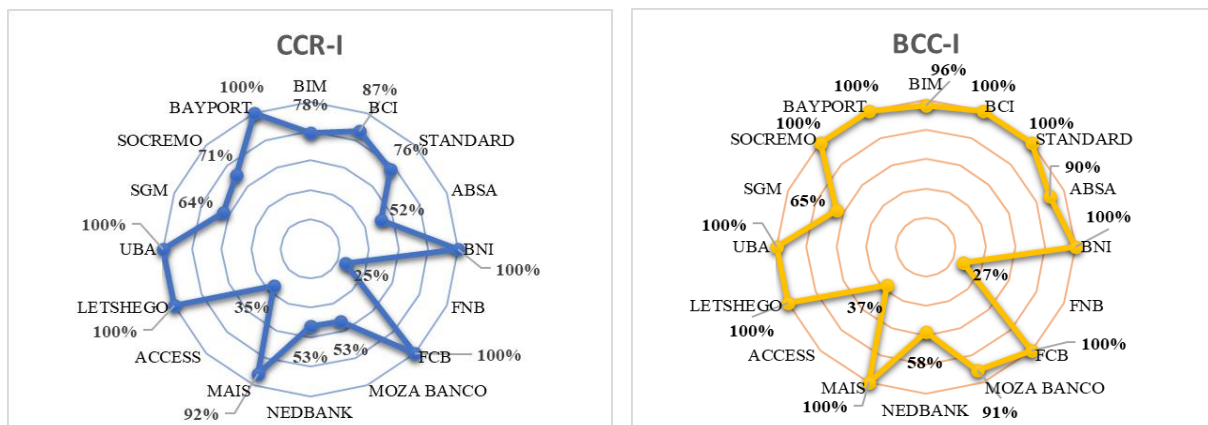 CCR-I
100%
BIM
87%
BAYPORT
78%
BCI
SOCREMO
STANDARD
71%
76%
SGM
ABSA
64%
52%
100%
UBA
BNI
100%
25%
LETSHEGO
35%
FNB
100%
ACCESS
53%
53%
FCB
100%
MAIS
MOZA BANCO
92%
NEDBANK
BCC-I
100%
BIM
96%
100%
BAYPORT
BCI
100%
SOCREMO
100%
STANDARD
90%
SGM
ABSA
65%
100%
100%
UBA
BNI
27%
LETSHEGO
37%
FNB
100%
ACCESS
58%
FCB
100%
MAIS
MOZA BANCO
100%
NEDBANK
91%